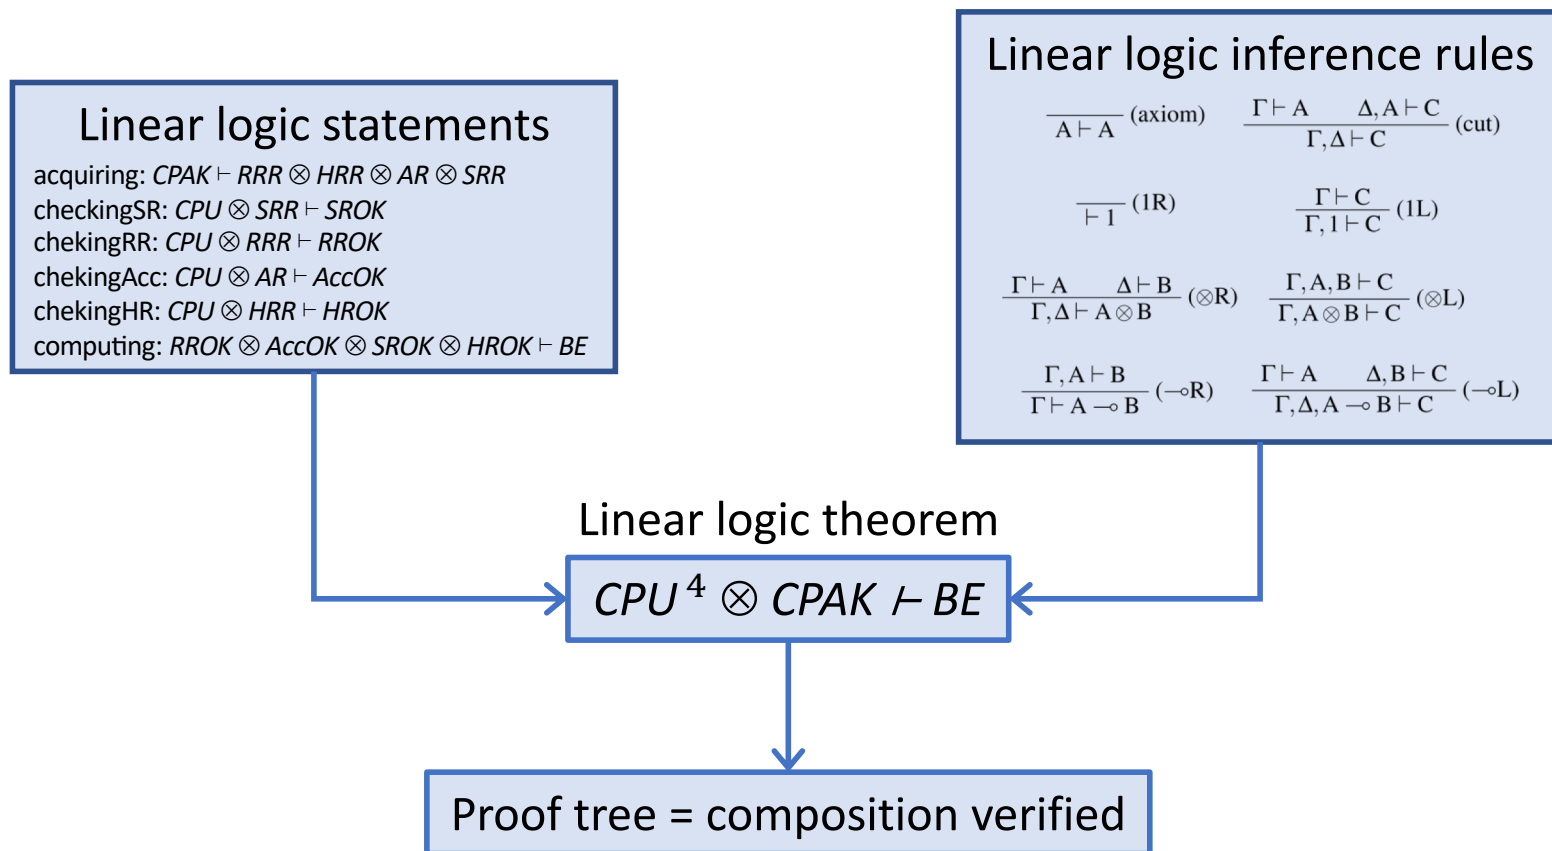 Linear logic statements
acquiring: CPAK ⊢ RRR ⊗ HRR ⊗ AR ⊗ SRR
checkingSR: CPU ⊗ SRR ⊢ SROK
chekingRR: CPU ⊗ RRR ⊢ RROK
chekingAcc: CPU ⊗ AR ⊢ AccOK
chekingHR: CPU ⊗ HRR ⊢ HROK
computing: RROK ⊗ AccOK ⊗ SROK ⊗ HROK ⊢ BE
Linear logic inference rules
A ⊢ A (axiom)
Γ ⊢ A Δ, A ⊢ C
Γ, Δ ⊢ C (cut)
⊢ 1 (1R)
Γ ⊢ C
Γ, 1 ⊢ C (1L)
Γ ⊢ A Δ ⊢ B
Γ, Δ ⊢ A ⊗ B (⊗R)
Γ, A, B ⊢ C
Γ, A ⊗ B ⊢ C (⊗L)
Γ, A ⊢ B
Γ ⊢ A ⊸ B (⊸R)
Γ ⊢ A Δ, B ⊢ C
Γ, Δ, A ⊸ B ⊢ C (⊸L)
Linear logic theorem
CPU⁴ ⊗ CPAK ⊢ BE
Proof tree = composition verified